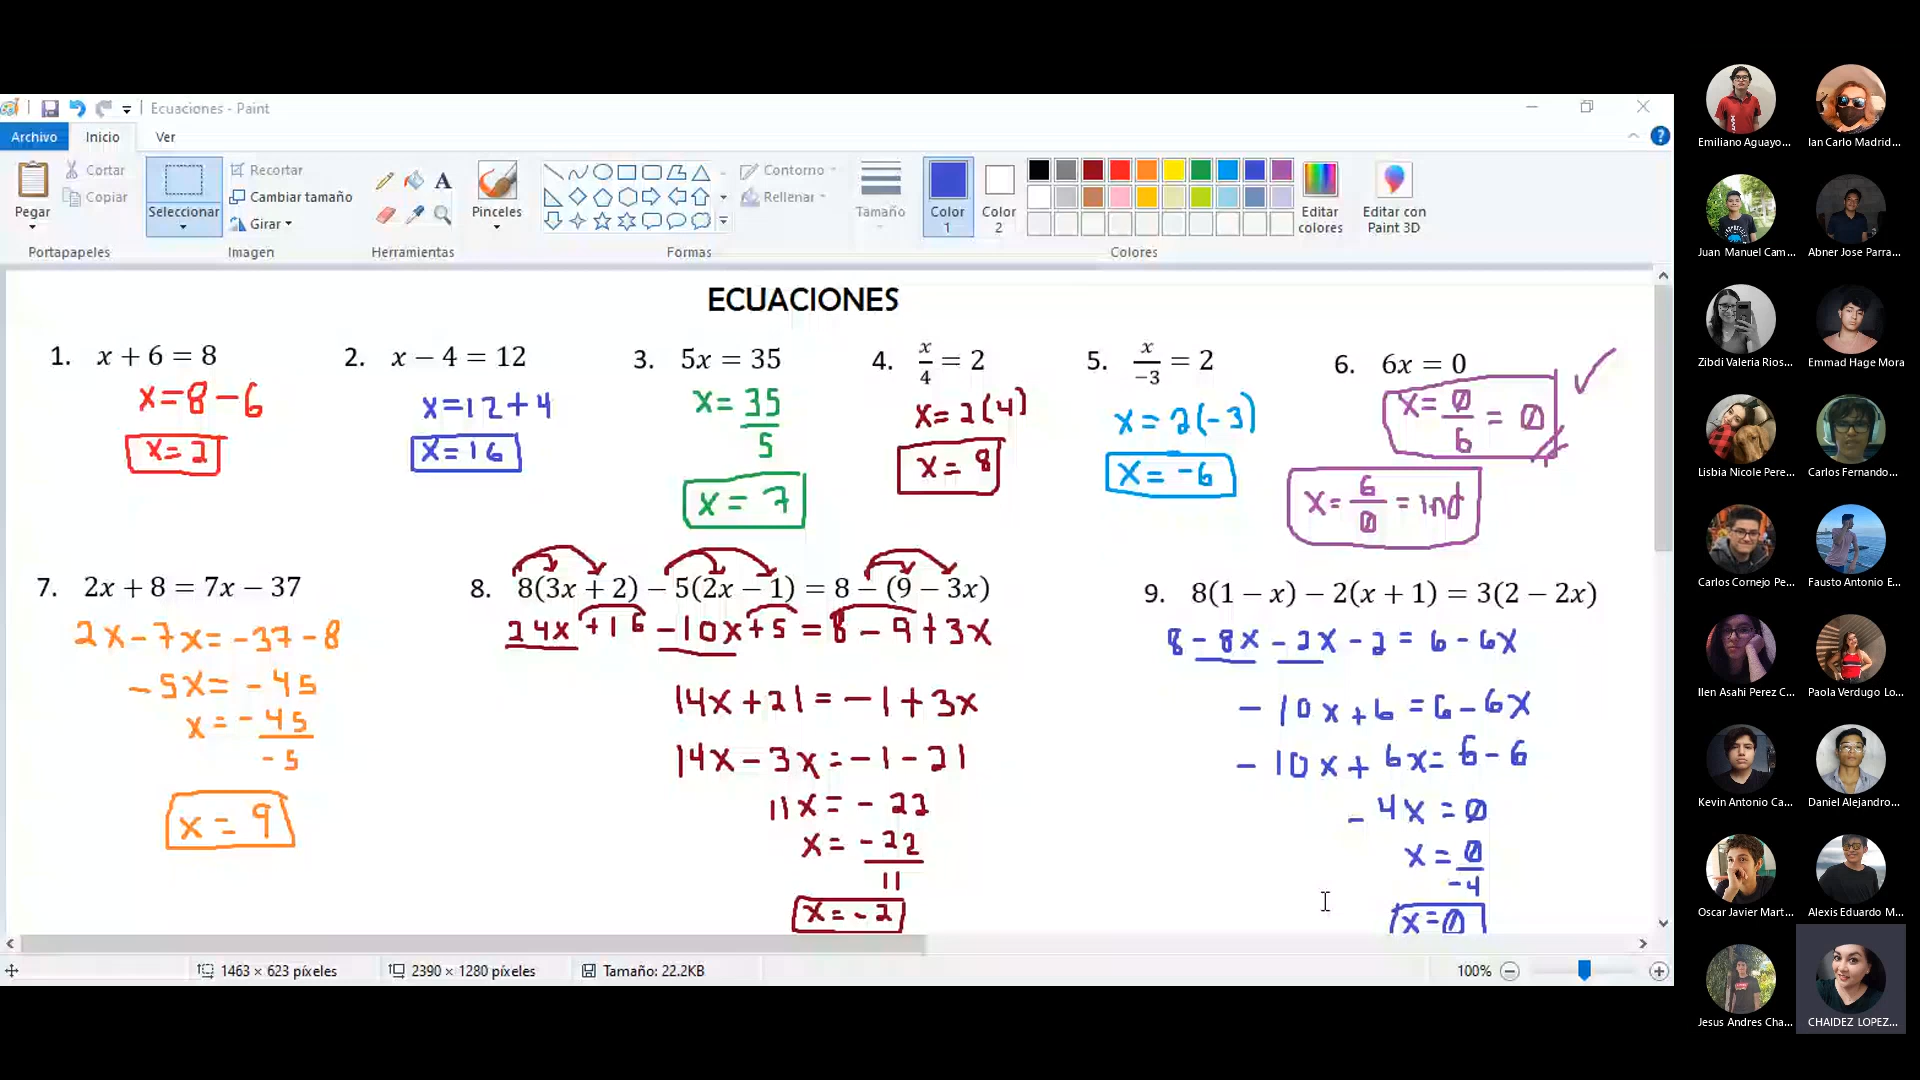 Ecuaciones - Paint
Archivo Inicio Ver
Pegar
Cortar
Copiar
Portapapeles
Seleccionar
Recortar
Cambiar tamaño
Girar
Imagen
A
Herramientas
Pinceles
Formas
Contorno
Rellenar
Tamaño
Color 1
Color 2
Editar colores
Editar con Paint 3D
Colores
ECUACIONES
1. x + 6 = 8
x=8-6
x=2
2. x − 4 = 12
x=12+4
x=16
3. 5x = 35
x=35/5
x=7
4. x/4 = 2
x=2(4)
x=8
5. x/−3 = 2
x=2(-3)
x=-6
6. 6x = 0
x=0/6=0
x=6/0=ind
7. 2x + 8 = 7x − 37
2x-7x=-37-8
-5x=-45
x=-45/-5
x=9
8. 8(3x + 2) − 5(2x − 1) = 8 − (9 − 3x)
24x+16-10x+5=8-9+3x
14x+21=-1+3x
14x-3x=-1-21
11x=-22
x=-22/11
x=-2
9. 8(1 − x) − 2(x + 1) = 3(2 − 2x)
8-8x-2x-2=6-6x
-10x+6=6-6x
-10x+6x=6-6
-4x=0
x=0/-4
x=0
1463 × 623 píxeles
2390 × 1280 píxeles
Tamaño: 22.2KB
100%
Emiliano Aguayo...
Ian Carlo Madrid...
Juan Manuel Cam...
Abner Jose Parra...
Zibdi Valeria Rios...
Emmad Hage Mora
Lisbia Nicole Pere...
Carlos Fernando...
Carlos Cornejo Pe...
Fausto Antonio E...
Ilen Asahi Perez C...
Paola Verdugo Lo...
Kevin Antonio Ca...
Daniel Alejandro...
Oscar Javier Mart...
Alexis Eduardo M...
Jesus Andres Cha...
CHAIDEZ LOPEZ...